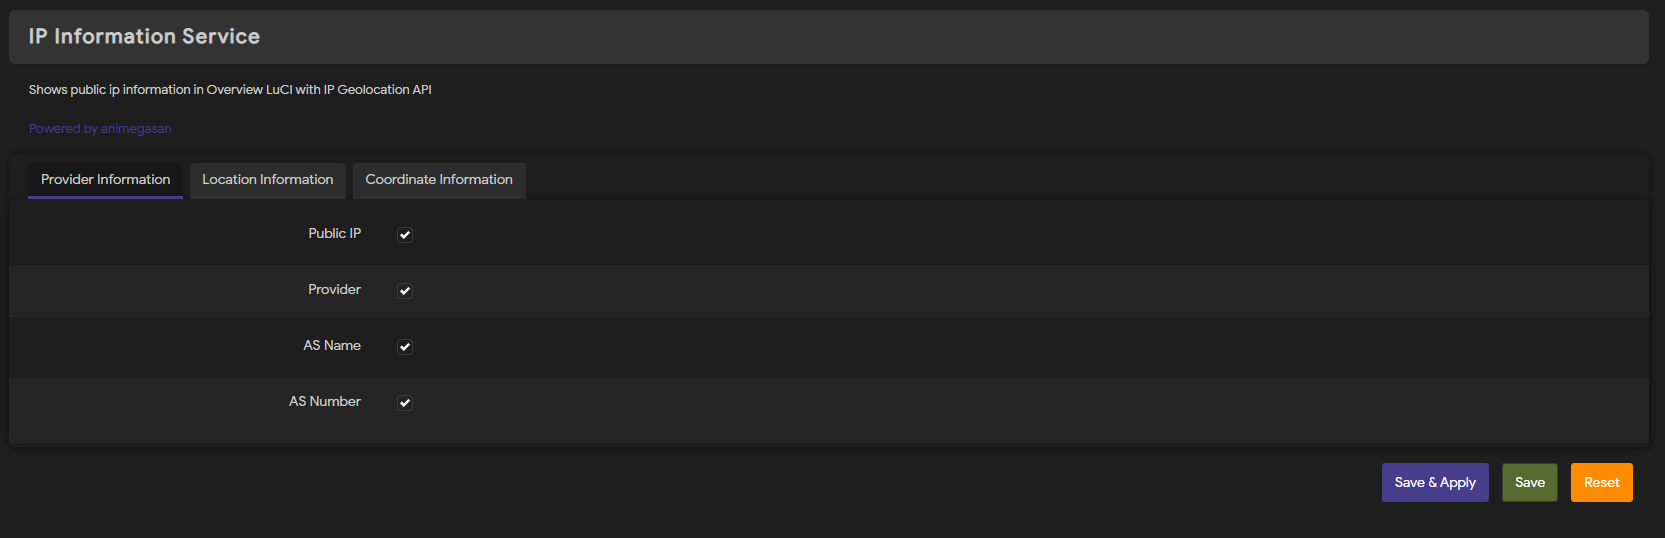 IP Information Service
Shows public ip information in Overview LuCI with IP Geolocation API
Powered by animegasan
Provider Information Location Information Coordinate Information
Public IP
Provider
AS Name
AS Number
Save & Apply Save Reset